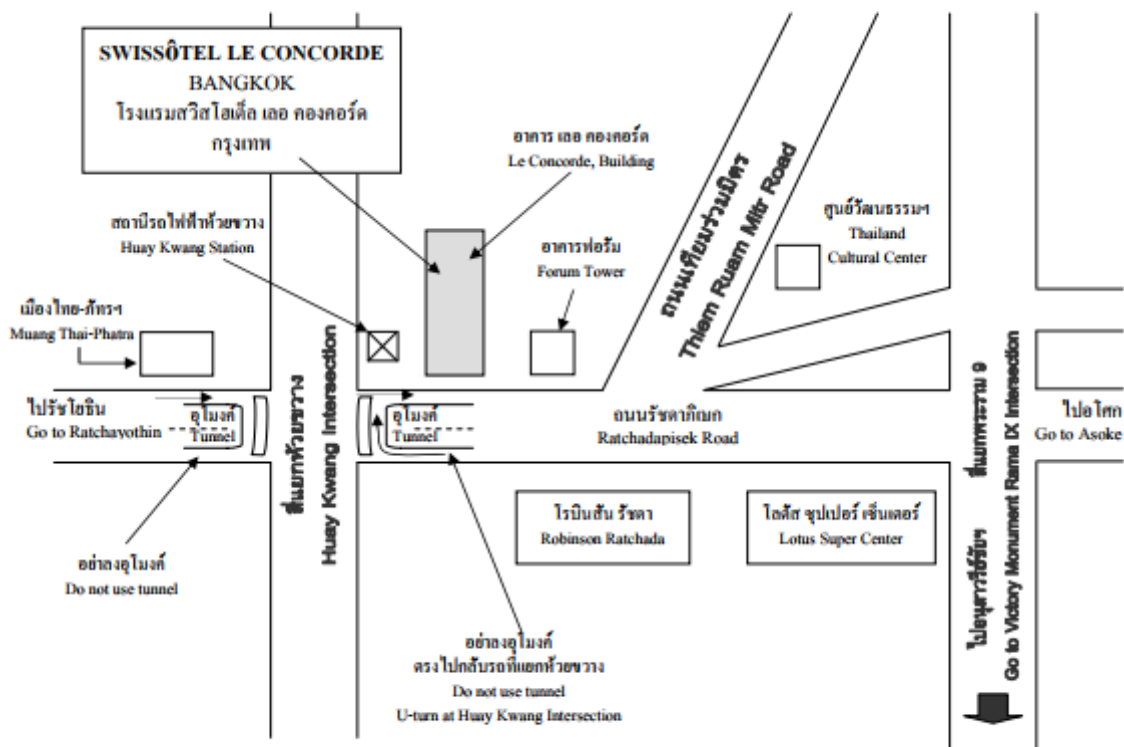 SWISSÔTEL LE CONCORDE
BANGKOK
โรงแรมสวิสโฮเต็ล เลอ คองคอร์ด
กรุงเทพ
อาคาร เลอ คองคอร์ด
Le Concorde, Building
ถนนเทียมร่วมมิตร
Thiem Ruam Mitr Road
ศูนย์วัฒนธรรมฯ
Thailand
Cultural Center
สถานีรถไฟฟ้าห้วยขวาง
Huay Kwang Station
อาคารฟอรั่ม
Forum Tower
เมืองไทย-ภัทรฯ
Muang Thai-Phatra
ไปรัชโยธิน
Go to Ratchayothin
อุโมงค์
Tunnel
สี่แยกห้วยขวาง
Huay Kwang Intersection
อุโมงค์
Tunnel
ถนนรัชดาภิเษก
Ratchadapisek Road
ไปอโศก
Go to Asoke
สี่แยกพระราม 9
ไปอนุสาวรีย์ชัยฯ
Go to Victory Monument Rama IX Intersection
โรบินสัน รัชดา
Robinson Ratchada
โลตัส ซุปเปอร์ เซ็นเตอร์
Lotus Super Center
อย่าลงอุโมงค์
Do not use tunnel
อย่าลงอุโมงค์
ตรงไปกลับรถที่แยกห้วยขวาง
Do not use tunnel
U-turn at Huay Kwang Intersection